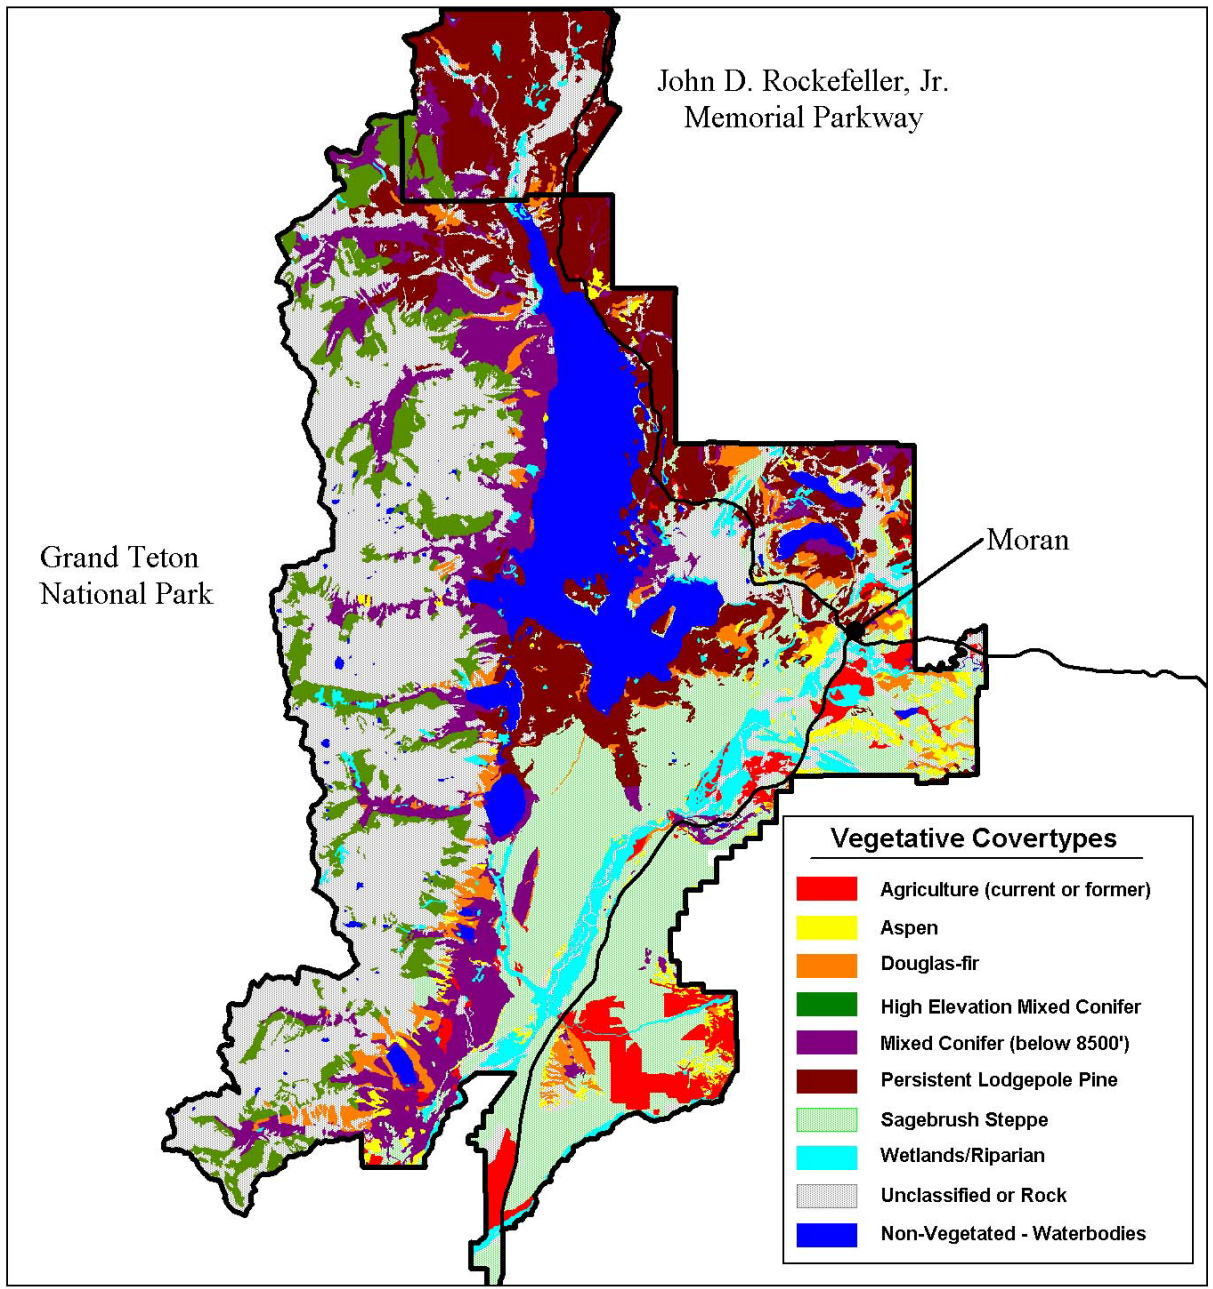 John D. Rockefeller, Jr.
Memorial Parkway
Grand Teton
National Park
Moran
Vegetative Covertypes
Agriculture (current or former)
Aspen
Douglas-fir
High Elevation Mixed Conifer
Mixed Conifer (below 8500')
Persistent Lodgepole Pine
Sagebrush Steppe
Wetlands/Riparian
Unclassified or Rock
Non-Vegetated - Waterbodies